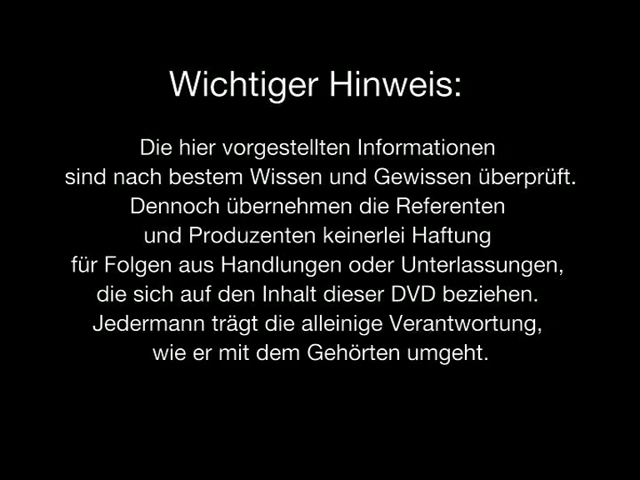 Wichtiger Hinweis:
Die hier vorgestellten Informationen
sind nach bestem Wissen und Gewissen überprüft.
Dennoch übernehmen die Referenten
und Produzenten keinerlei Haftung
für Folgen aus Handlungen oder Unterlassungen,
die sich auf den Inhalt dieser DVD beziehen.
Jedermann trägt die alleinige Verantwortung,
wie er mit dem Gehörten umgeht.